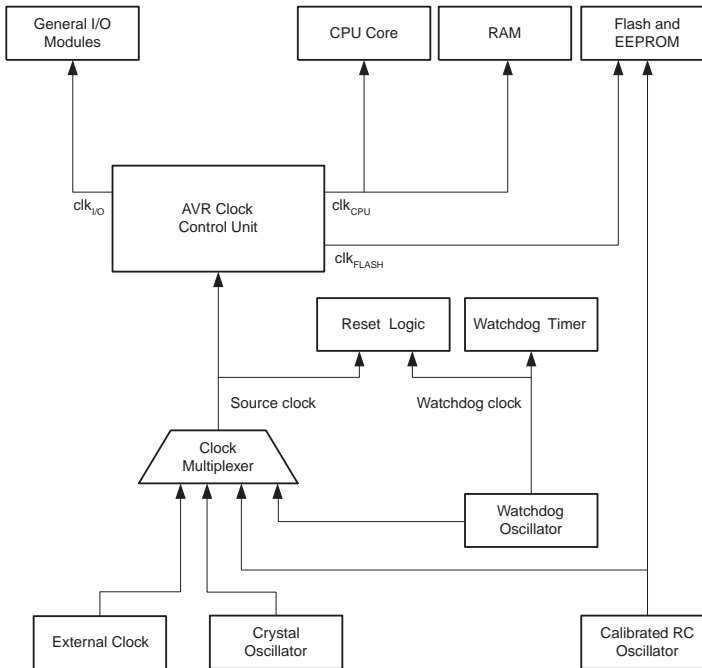 General I/O
Modules
CPU Core
RAM
Flash and
EEPROM
clkI/O
AVR Clock
Control Unit
clkCPU
clkFLASH
Reset Logic
Watchdog Timer
Source clock
Watchdog clock
Clock
Multiplexer
Watchdog
Oscillator
External Clock
Crystal
Oscillator
Calibrated RC
Oscillator